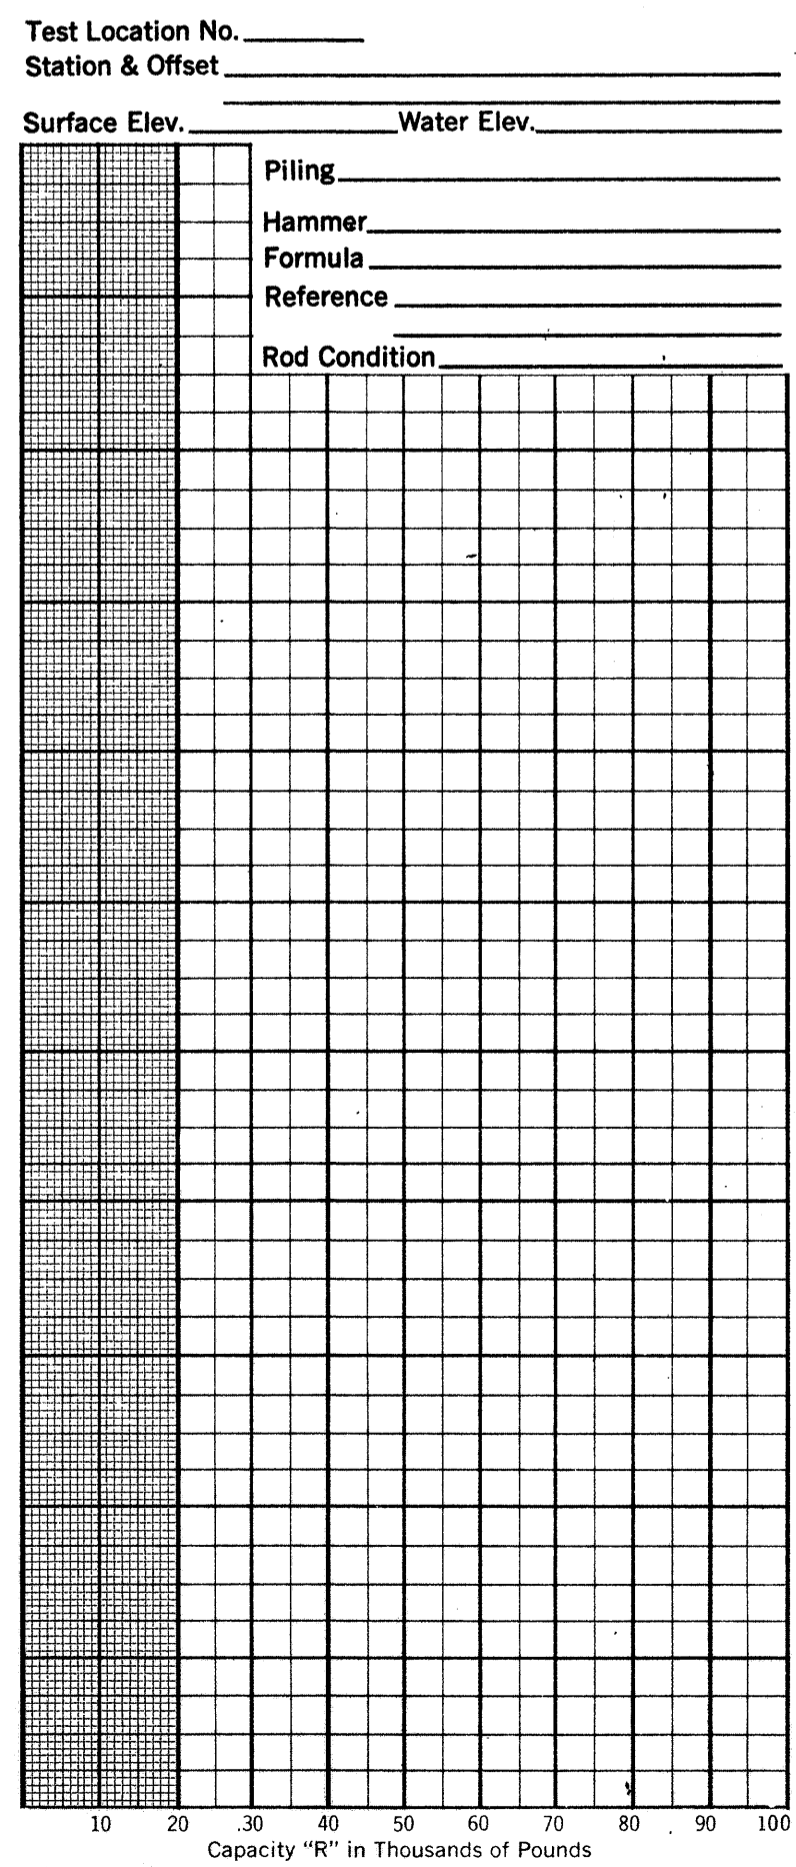 Test Location No.
Station & Offset
Surface Elev. Water Elev.
Piling
Hammer
Formula
Reference
Rod Condition
10 20 30 40 50 60 70 80 90 100
Capacity "R" in Thousands of Pounds